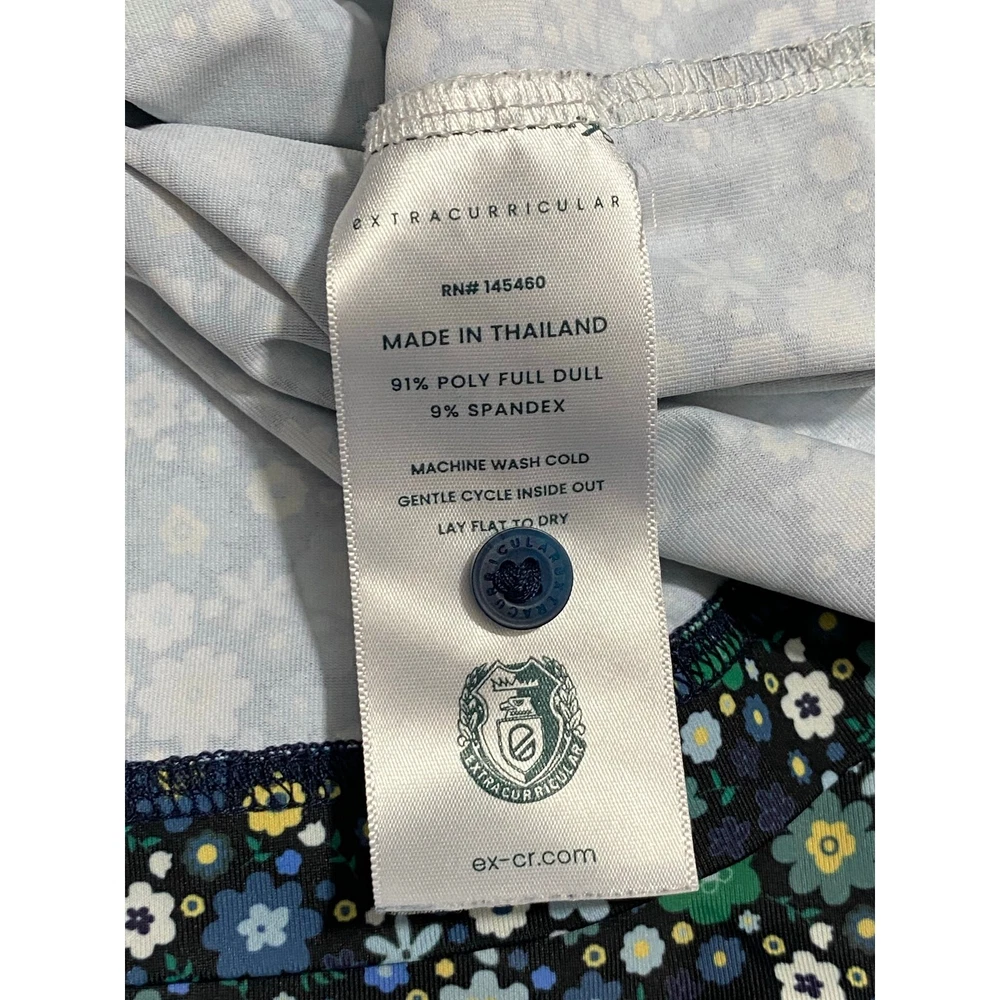 eXTRACURRICULAR
RN# 145460
MADE IN THAILAND
91% POLY FULL DULL
9% SPANDEX
MACHINE WASH COLD
GENTLE CYCLE INSIDE OUT
LAY FLAT TO DRY
EXTRACURRICULAR
EXTRACURRICULAR
ex-cr.com